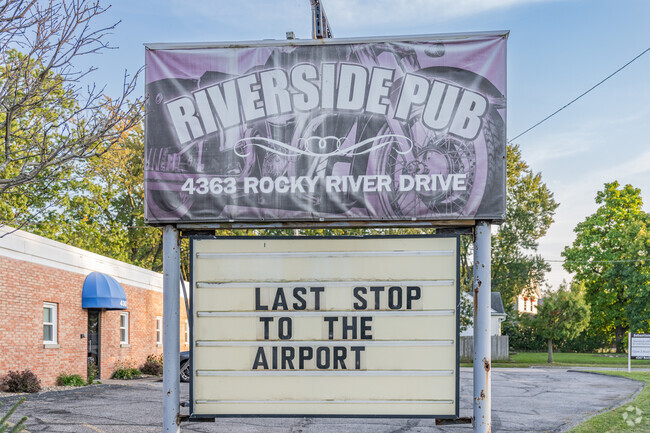 RIVERSIDE PUB
4363 ROCKY RIVER DRIVE
LAST STOP
TO THE
AIRPORT